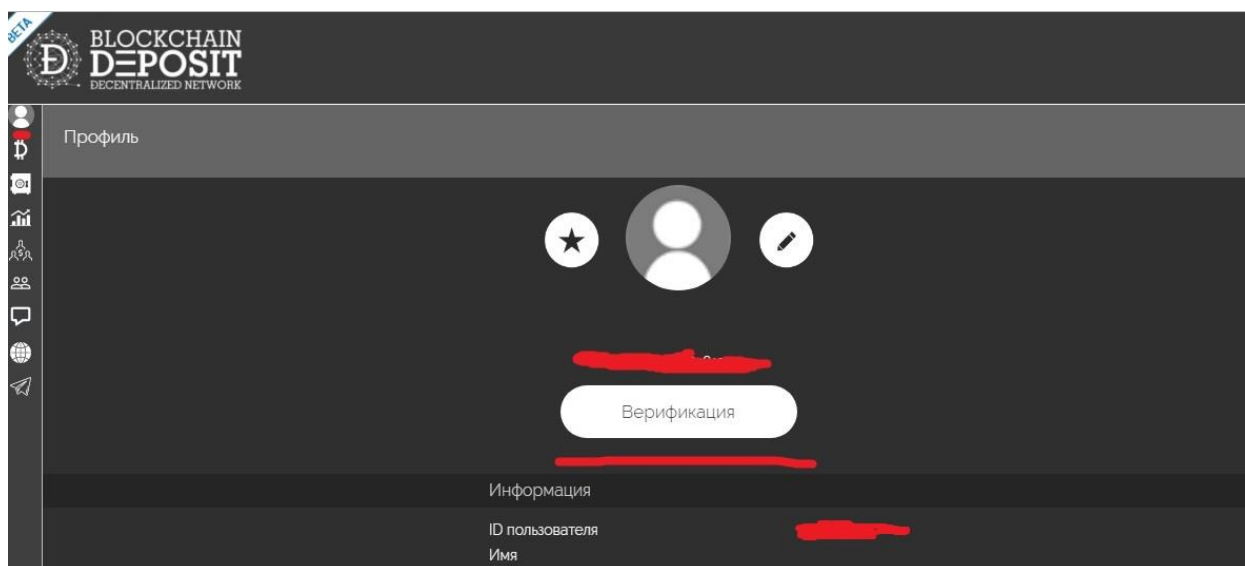 BETA
BLOCKCHAIN
DEPOSIT
DECENTRALIZED NETWORK
Профиль
Верификация
Информация
ID пользователя
Имя